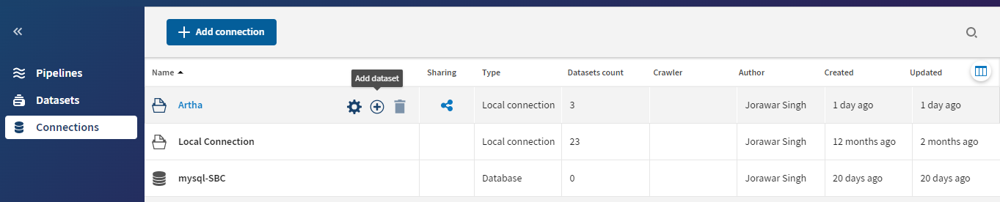 Add connection
Pipelines
Datasets
Connections
Name Add dataset Sharing Type Datasets count Crawler Author Created Updated
Artha Local connection 3 Jorawar Singh 1 day ago 1 day ago
Local Connection Local connection 23 Jorawar Singh 12 months ago 2 months ago
mysql-SBC Database 0 Jorawar Singh 20 days ago 20 days ago